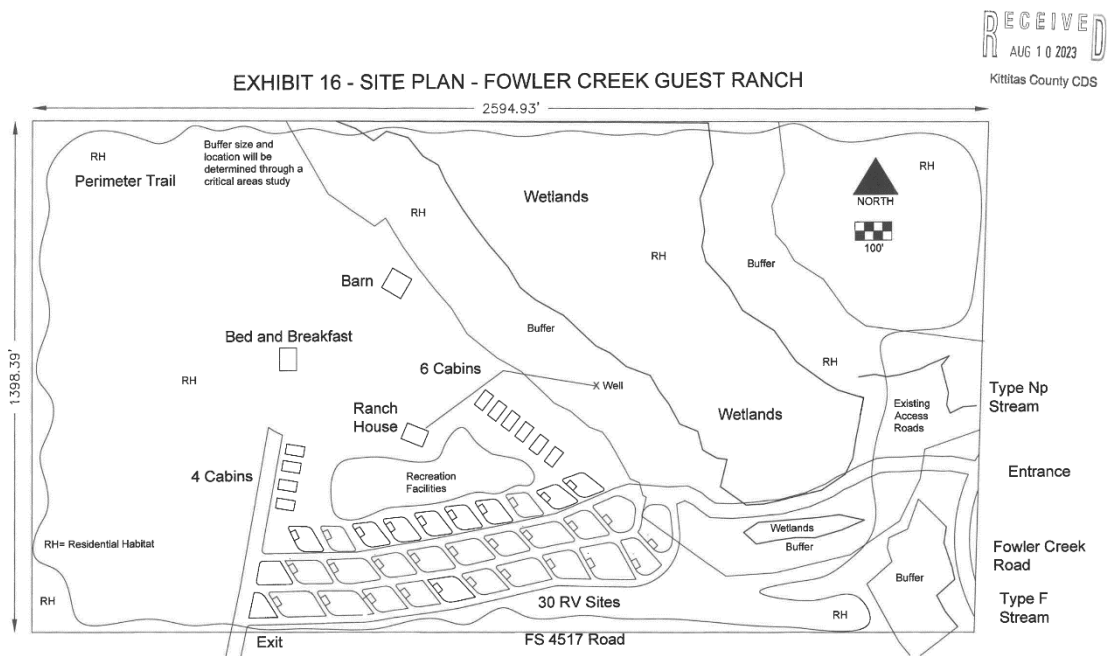 RECEIVED
AUG 10 2023
Kittitas County CDS
EXHIBIT 16 - SITE PLAN - FOWLER CREEK GUEST RANCH
2594.93'
1398.39'
RH
Perimeter Trail
Buffer size and
location will be
determined through a
critical areas study
RH
Wetlands
RH
NORTH
100'
RH
Buffer
Barn
Buffer
Bed and Breakfast
RH
6 Cabins
X Well
RH
Ranch
House
Wetlands
Existing
Access
Roads
Type Np
Stream
4 Cabins
Recreation
Facilities
Entrance
RH= Residential Habitat
Wetlands
Buffer
Fowler Creek
Road
Buffer
RH
30 RV Sites
RH
Type F
Stream
Exit
FS 4517 Road